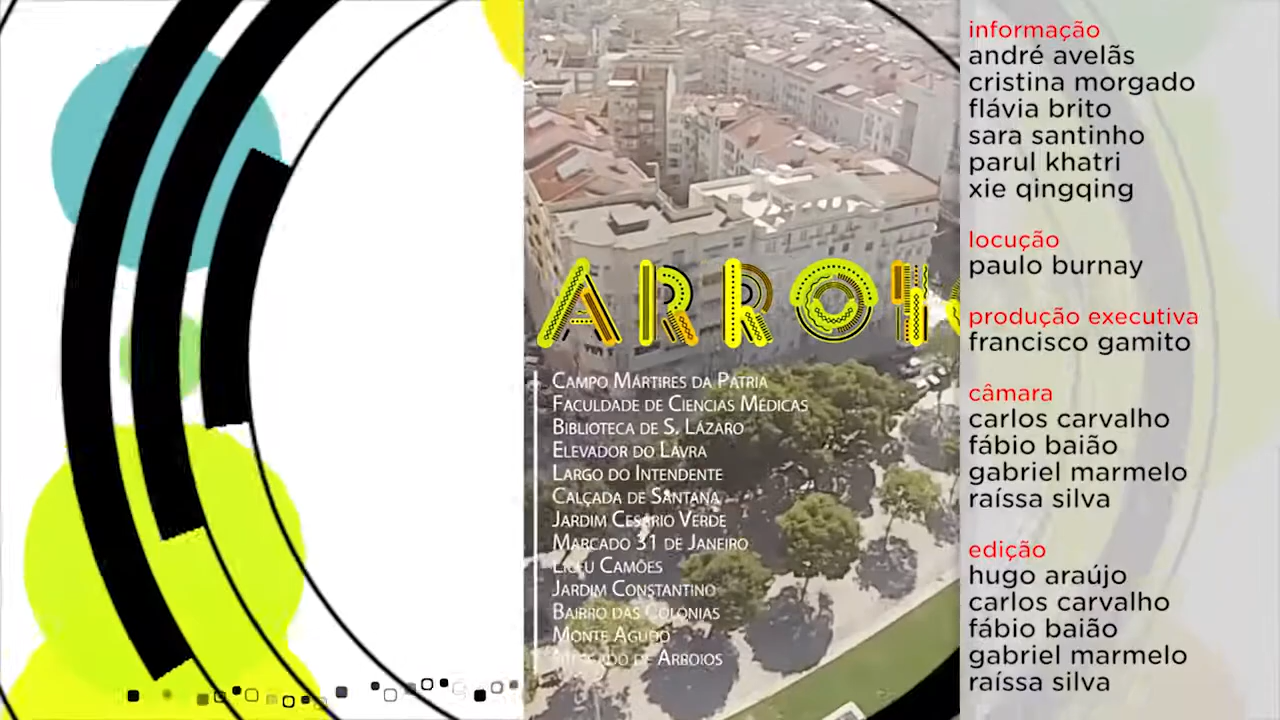 ARROIO
CAMPO MÁRTIRES DA PÁTRIA
FACULDADE DE CIENCIAS MÉDICAS
BIBLIOTECA DE S. LÁZARO
ELEVADOR DO LAVRA
LARGO DO INTENDENTE
CALÇADA DE SANTANA
JARDIM CESÁRIO VERDE
MARCADO 31 DE JANEIRO
LICEU CAMÕES
JARDIM CONSTANTINO
BAIRRO DAS COLONIAS
MONTE AGUDO
DE ARROIOS
informação
andré avelãs
cristina morgado
flávia brito
sara santinho
parul khatri
xie qingqing
locução
paulo burnay
produção executiva
francisco gamito
câmara
carlos carvalho
fábio baião
gabriel marmelo
raíssa silva
edição
hugo araújo
carlos carvalho
fábio baião
gabriel marmelo
raíssa silva